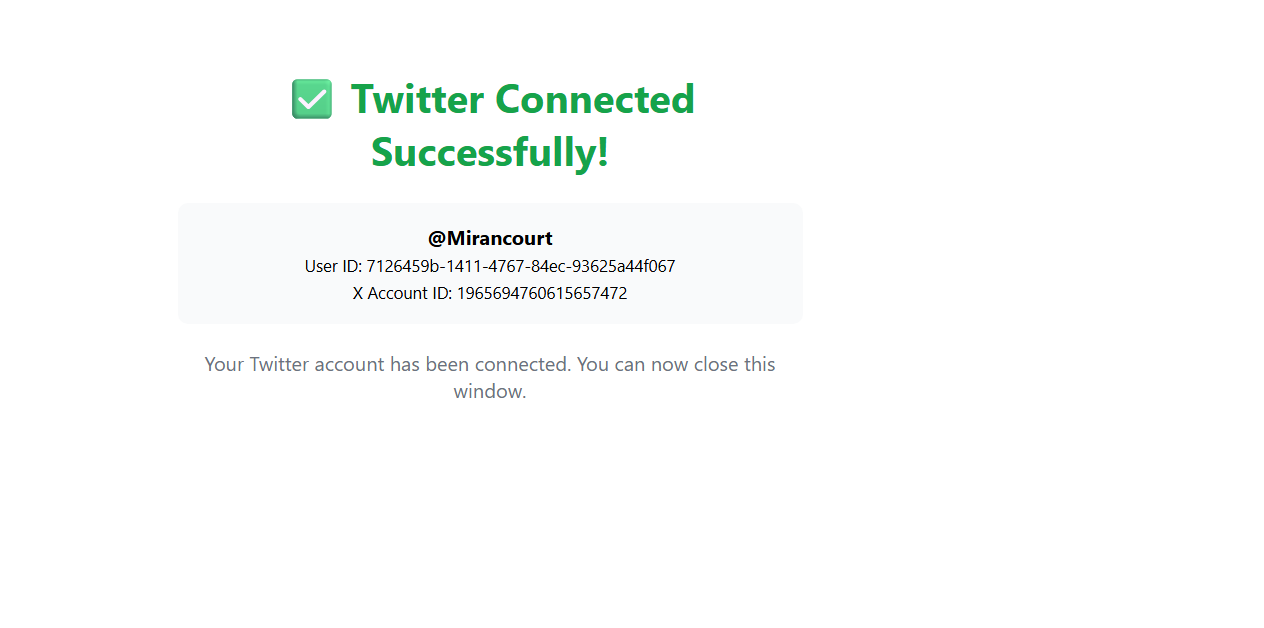 ✅ Twitter Connected
Successfully!
@Mirancourt
User ID: 7126459b-1411-4767-84ec-93625a44f067
X Account ID: 1965694760615657472
Your Twitter account has been connected. You can now close this
window.